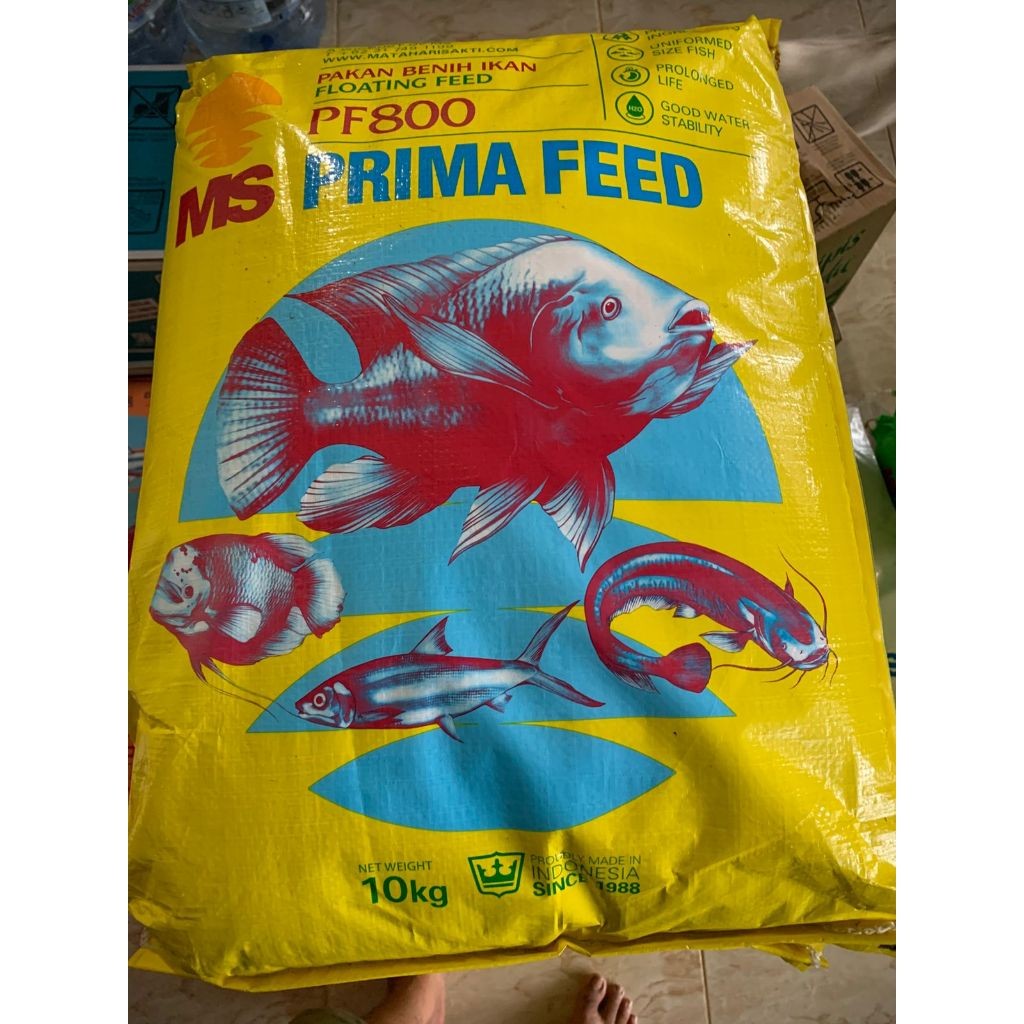 WWW.MATAHARISAKTI.COM
PAKAN BENIH IKAN
FLOATING FEED
PF800
UNIFORMED
SIZE FISH
PROLONGED
LIFE
H2O
GOOD WATER
STABILITY
MS
PRIMA FEED
NET WEIGHT
10kg
PROUDLY MADE IN
INDONESIA
SINCE 1988